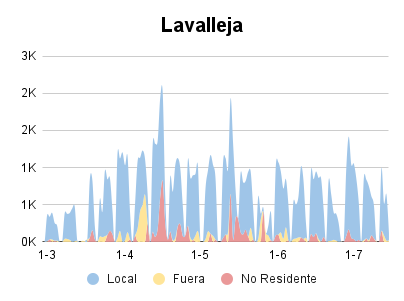 Lavalleja
3K
2K
2K
1K
1K
0K
1-3 1-4 1-5 1-6 1-7
Local Fuera No Residente